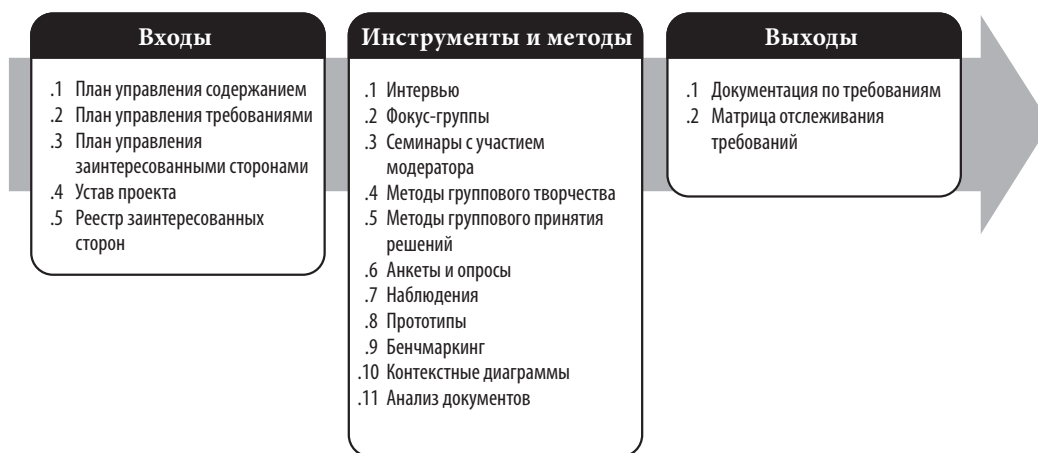 Входы
.1 План управления содержанием
.2 План управления требованиями
.3 План управления
заинтересованными сторонами
.4 Устав проекта
.5 Реестр заинтересованных
сторон
Инструменты и методы
.1 Интервью
.2 Фокус-группы
.3 Семинары с участием
модератора
.4 Методы группового творчества
.5 Методы группового принятия
решений
.6 Анкеты и опросы
.7 Наблюдения
.8 Прототипы
.9 Бенчмаркинг
.10 Контекстные диаграммы
.11 Анализ документов
Выходы
.1 Документация по требованиям
.2 Матрица отслеживания
требований